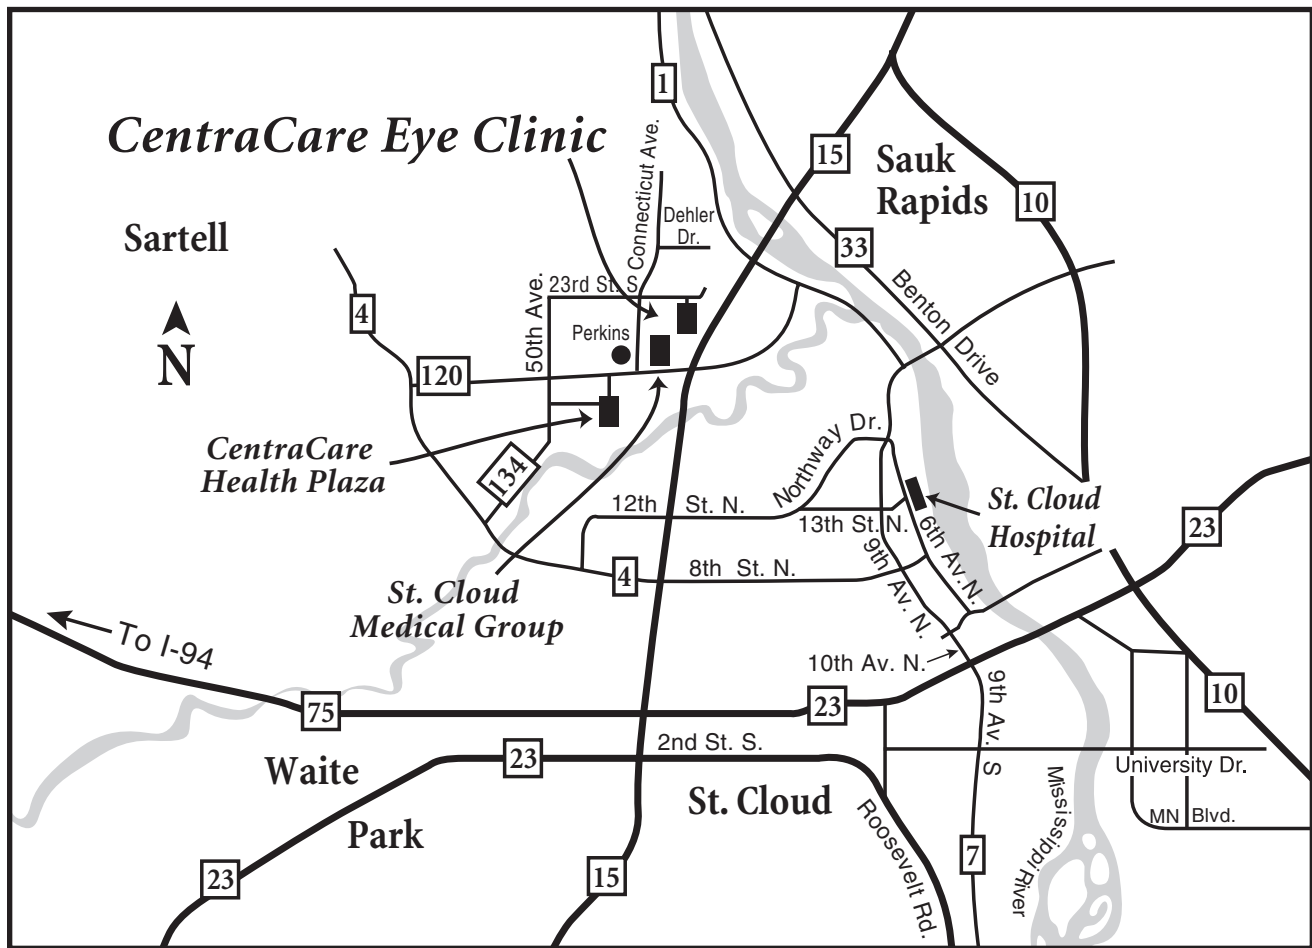 1
CentraCare Eye Clinic
Connecticut Ave.
15
Sauk
Rapids
10
Sartell
Dehler
Dr.
33
23rd St. S.
50th Ave.
Benton Drive
4
N
Perkins
120
CentraCare
Health Plaza
134
Northway Dr.
12th St. N.
13th St. N.
St. Cloud
Hospital
23
6th Av. N.
9th Av. N.
4
8th St. N.
St. Cloud
Medical Group
To I-94
10th Av. N.
9th Av. S
75
23
10
23
2nd St. S.
Waite
Park
St. Cloud
University Dr.
Mississippi River
MN Blvd.
Roosevelt Rd.
7
23
15